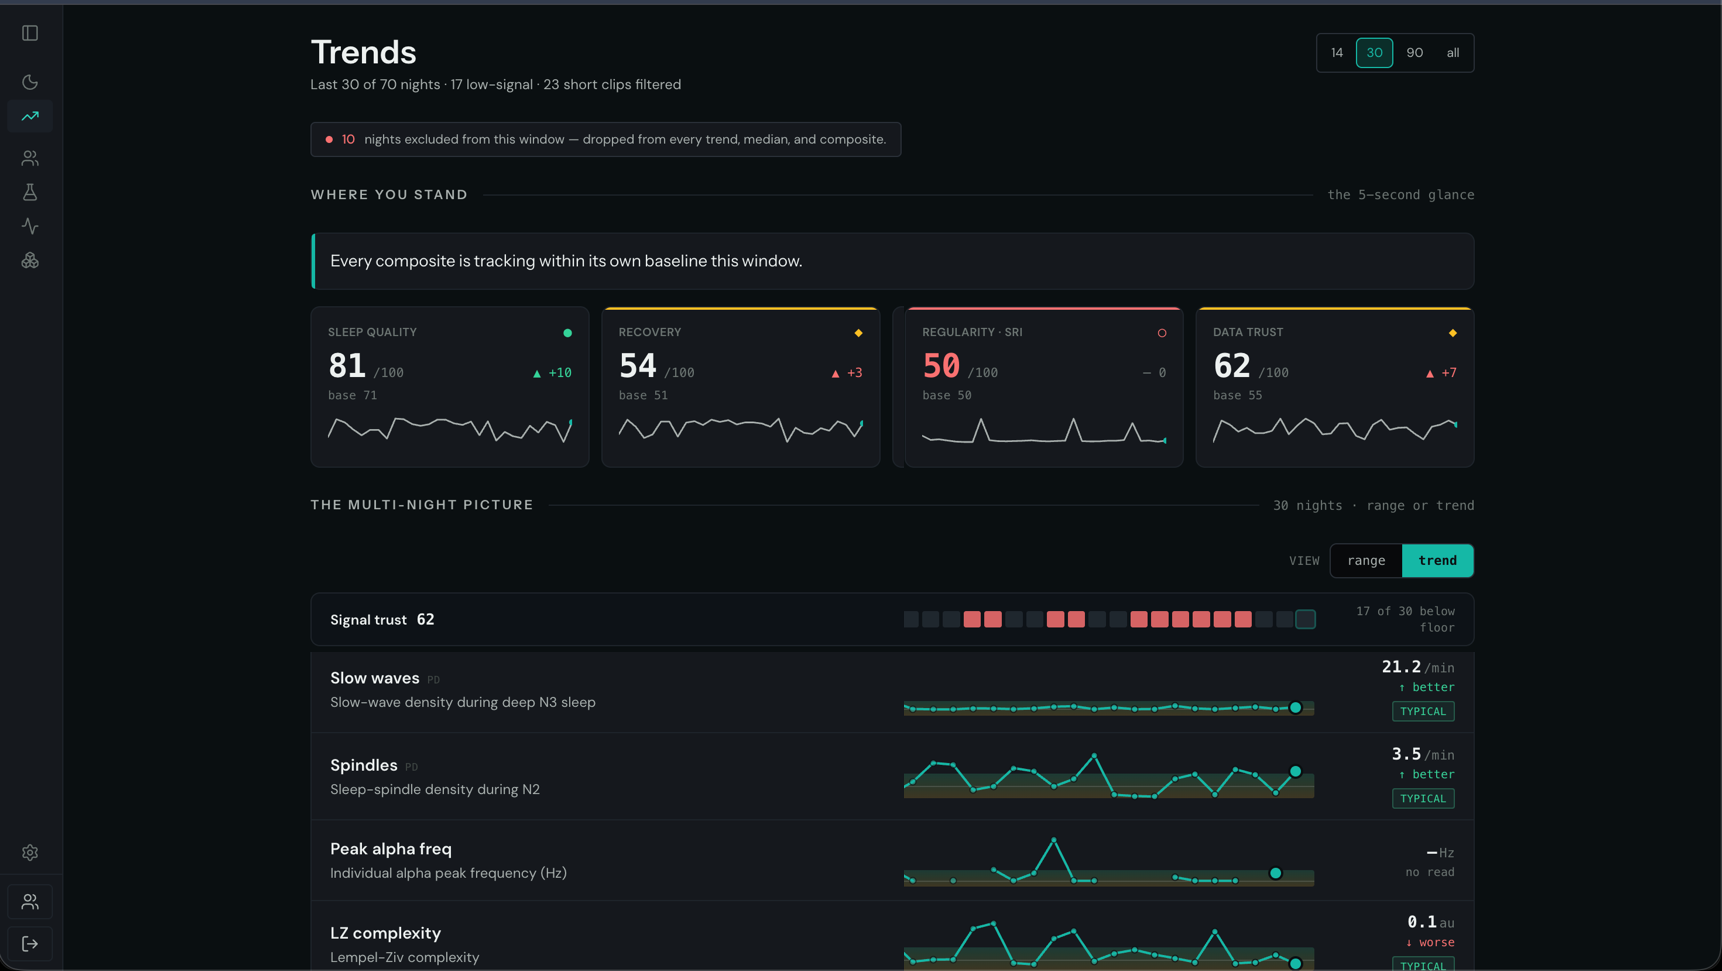 Trends
14 30 90 all
Last 30 of 70 nights · 17 low-signal · 23 short clips filtered
10 nights excluded from this window — dropped from every trend, median, and composite.
WHERE YOU STAND
the 5-second glance
Every composite is tracking within its own baseline this window.
SLEEP QUALITY
81 /100
▲ +10
base 71
RECOVERY
54 /100
▲ +3
base 51
REGULARITY · SRI
50 /100
— 0
base 50
DATA TRUST
62 /100
▲ +7
base 55
THE MULTI-NIGHT PICTURE
30 nights · range or trend
VIEW range trend
Signal trust 62
17 of 30 below
floor
Slow waves PD
Slow-wave density during deep N3 sleep
21.2 /min
↑ better
TYPICAL
Spindles PD
Sleep-spindle density during N2
3.5 /min
↑ better
TYPICAL
Peak alpha freq
Individual alpha peak frequency (Hz)
— Hz
no read
LZ complexity
Lempel-Ziv complexity
0.1 au
↓ worse
TYPICAL